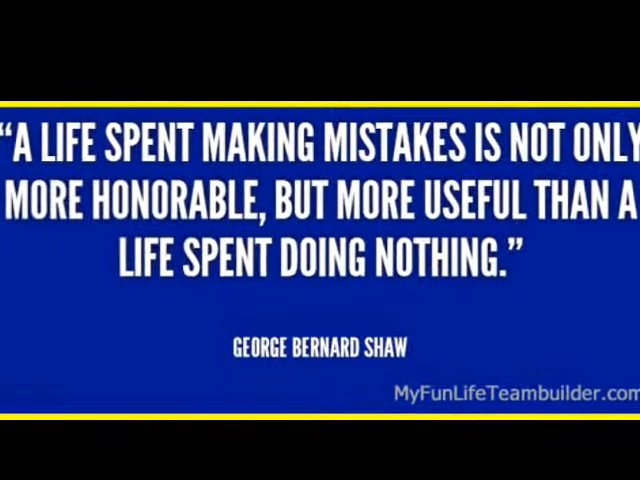 “A LIFE SPENT MAKING MISTAKES IS NOT ONLY
MORE HONORABLE, BUT MORE USEFUL THAN A
LIFE SPENT DOING NOTHING.”
GEORGE BERNARD SHAW
MyFunLifeTeambuilder.com